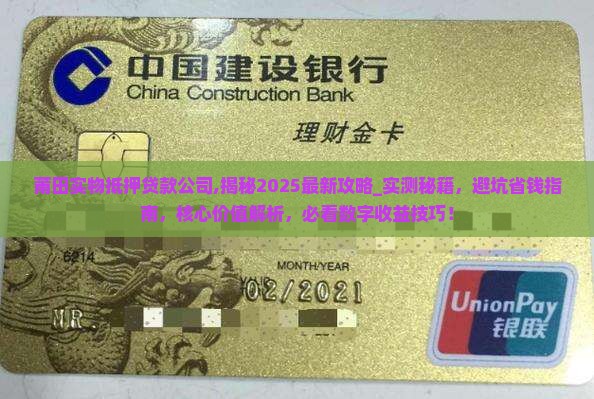 中国建设银行
China Construction Bank
理财金卡
莆田实物抵押贷款公司,揭秘2025最新攻略_实测秘籍，避坑省钱指
南，核心价值解析，必看数字收益技巧！
6214
MONTH/YEAR
02/2021
MR.
UnionPay
银联